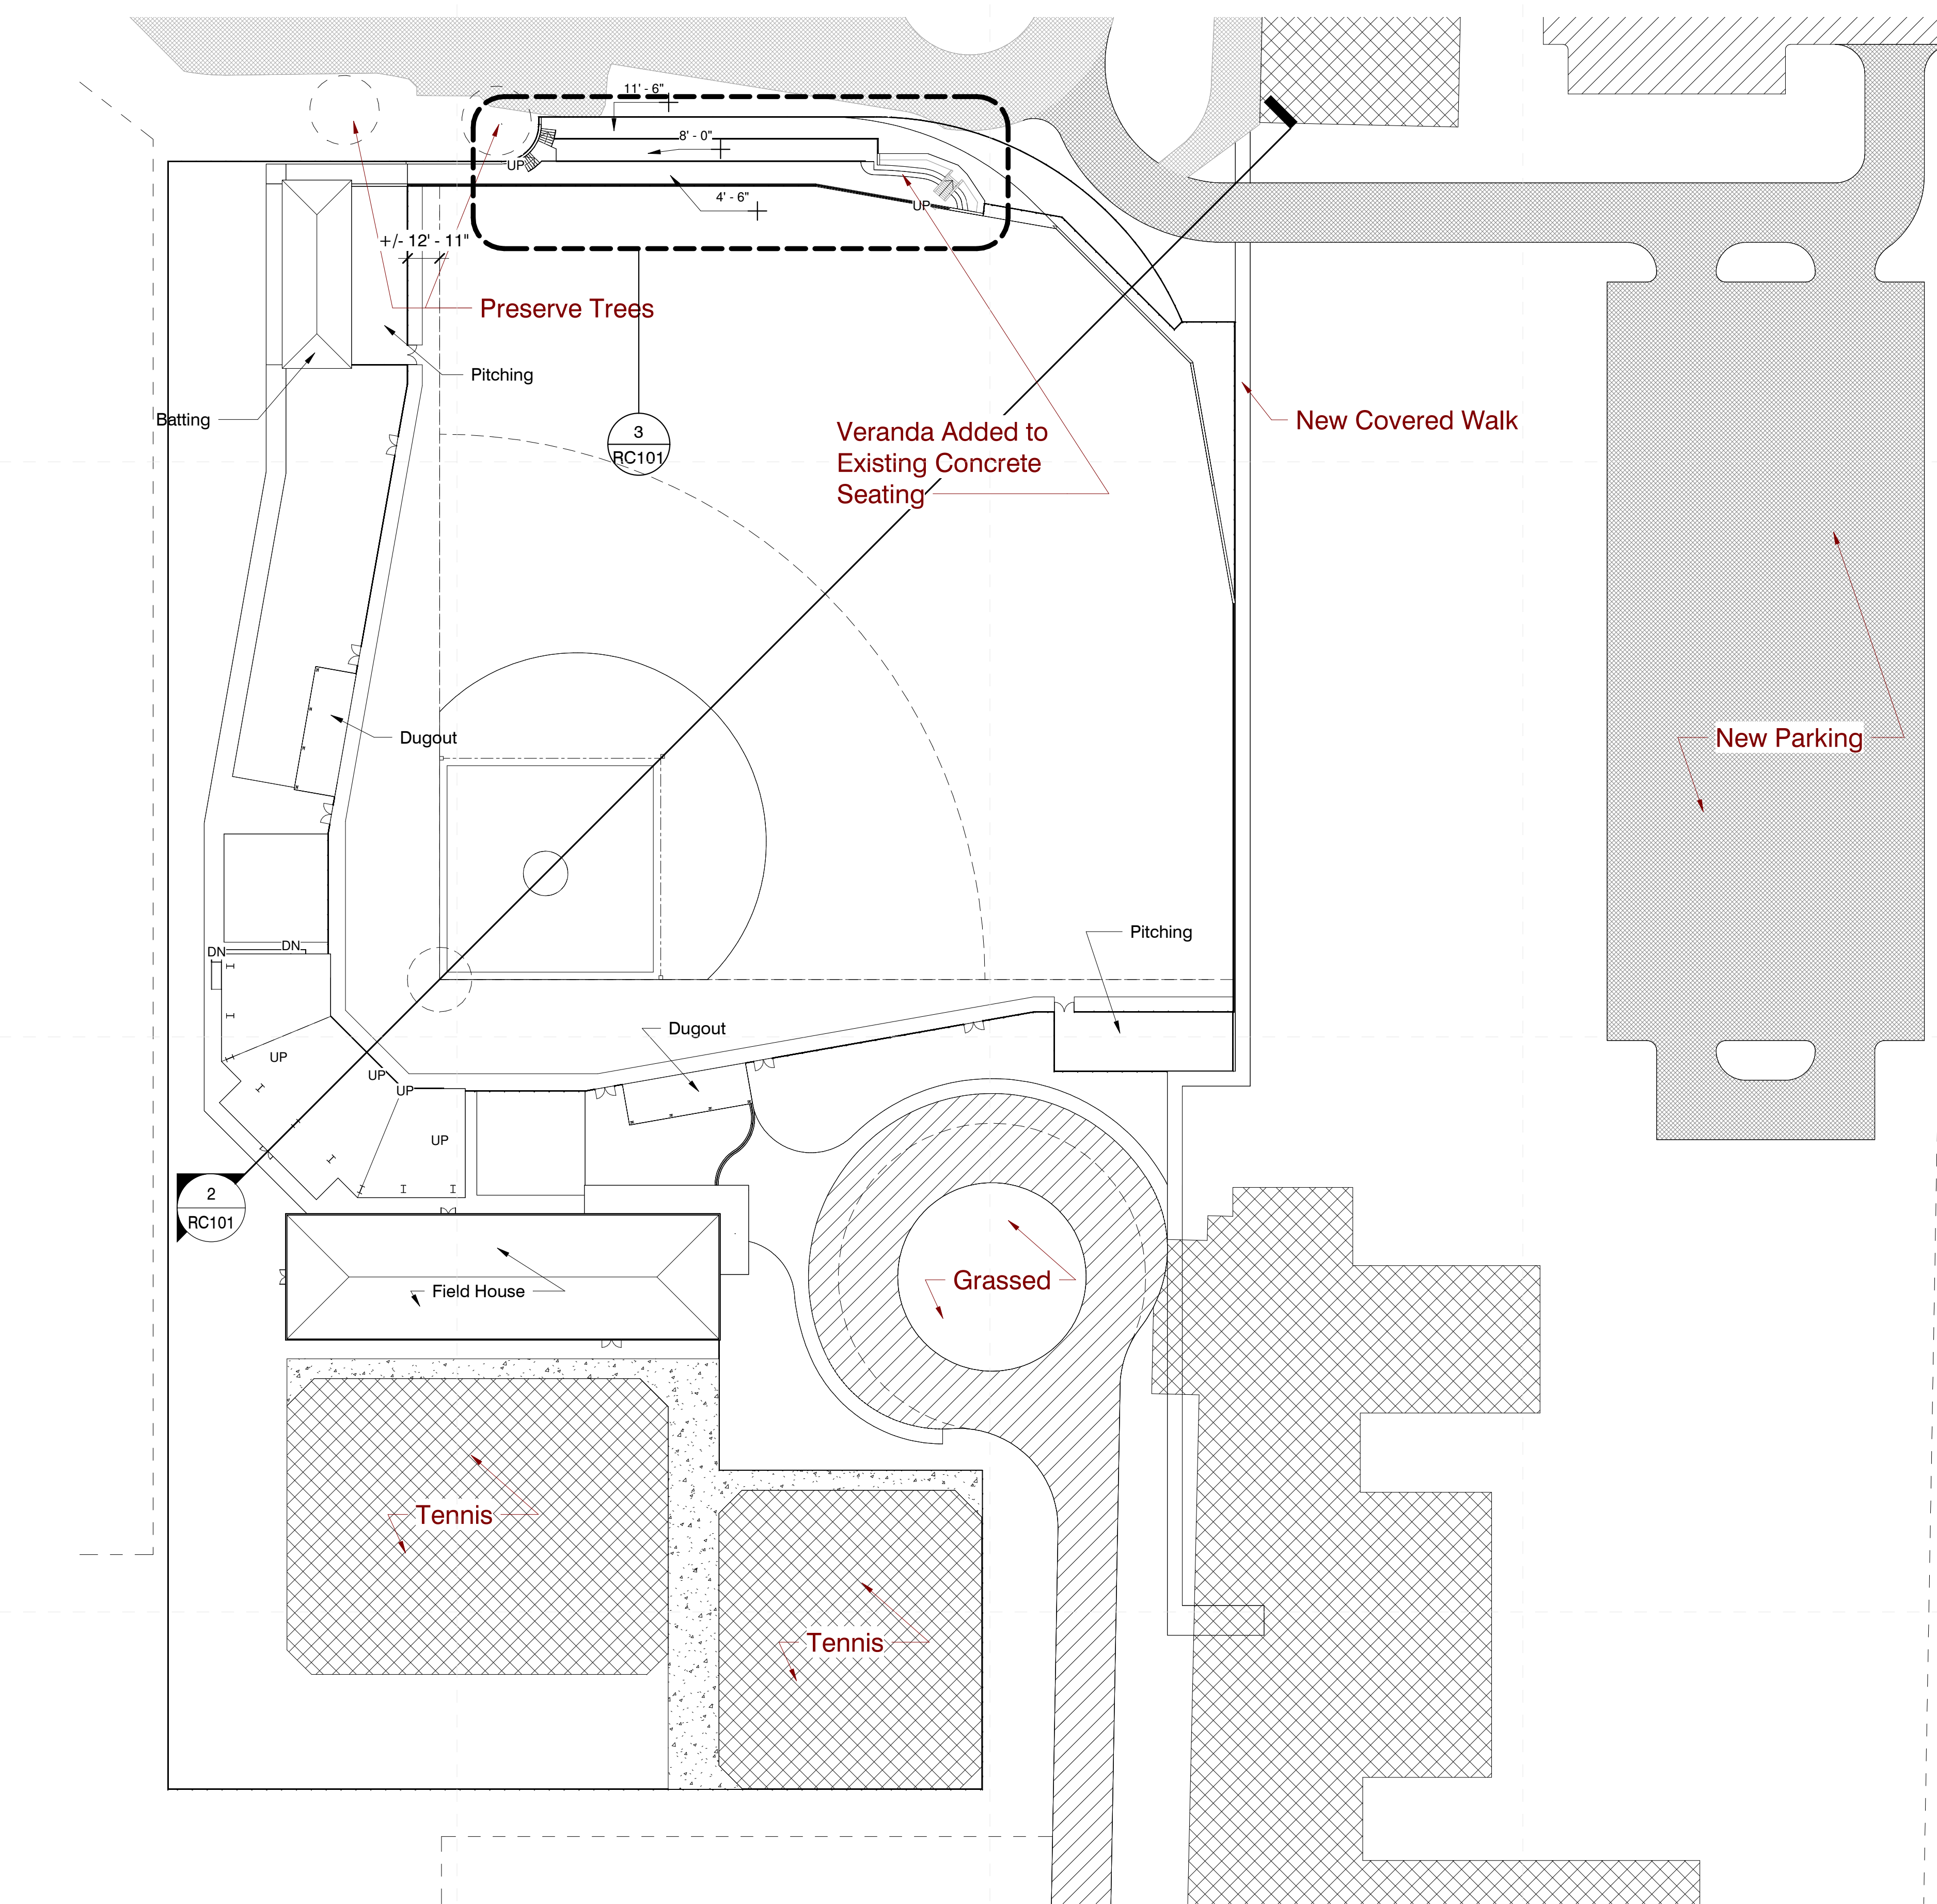 11' - 6"
8' - 0"
UP
4' - 6"
UP
+/- 12' - 11"
Preserve Trees
Pitching
Batting
3
RC101
Veranda Added to
Existing Concrete
Seating
New Covered Walk
Dugout
New Parking
Pitching
DN
DN
Dugout
UP
UP
UP
UP
2
RC101
Field House
Grassed
Tennis
Tennis